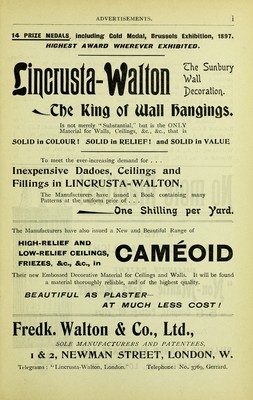 ADVERTISEMENTS. i
14 PRIZE MEDALS, including Gold Medal, Brussels Exhibition, 1897.
HIGHEST AWARD WHEREVER EXHIBITED.
Lincrusta-Walton
The Sunbury
Wall
Decoration.
The King of Wall Hangings.
Is not merely "Substantial," but is the ONLY
Material for Walls, Ceilings, &c., &c., that is
SOLID in COLOUR! SOLID in RELIEF! and SOLID in VALUE
To meet the ever-increasing demand for . . .
Inexpensive Dadoes, Ceilings and
Fillings in LINCRUSTA-WALTON,
The Manufacturers have issued a Book containing many
Patterns at the uniform price of . . .
One Shilling per Yard.
The Manufacturers have also issued a New and Beautiful Range of
HIGH-RELIEF AND
LOW-RELIEF CEILINGS,
FRIEZES, &c., &c., in
CAMÉOID
Their new Embossed Decorative Material for Ceilings and Walls. It will be found
a material thoroughly reliable, and of the highest quality.
BEAUTIFUL AS PLASTER—
AT MUCH LESS COST!
Fredk. Walton & Co., Ltd.,
SOLE MANUFACTURERS AND PATENTEES,
1 & 2, NEWMAN STREET, LONDON, W.
Telegrams: "Lincrusta-Walton, London." Telephone: No. 3769, Gerrard.